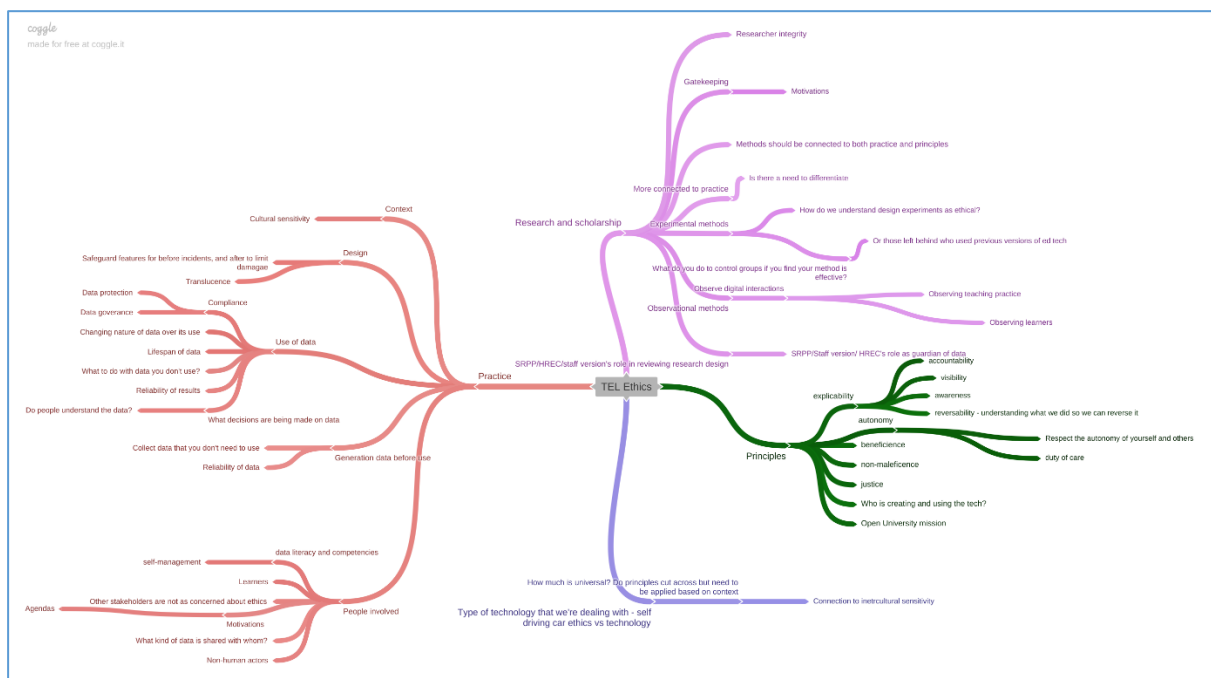 coggle
made for free at coggle.it
TEL Ethics
Research and scholarship
Researcher integrity
Gatekeeping
Motivations
Methods should be connected to both practice and principles
More connected to practice
Is there a need to differentiate
Experimental methods
How do we understand design experiments as ethical?
What do you do to control groups if you find your method is
effective?
Or those left behind who used previous versions of ed tech
Observational methods
Observe digital interactions
Observing teaching practice
Observing learners
SRPP/HREC/staff version's role in reviewing research design
SRPP/Staff version/ HREC's role as guardian of data
Principles
explicability
accountability
visibility
awareness
reversability - understanding what we did so we can reverse it
autonomy
Respect the autonomy of yourself and others
duty of care
beneficience
non-maleficence
justice
Who is creating and using the tech?
Open University mission
Type of technology that we're dealing with - self
driving car ethics vs technology
How much is universal? Do principles cut across but need to
be applied based on context
Connection to inetrcultural sensitivity
Practice
Context
Cultural sensitivity
Design
Safeguard features for before incidents, and after to limit
damagae
Translucence
Use of data
Compliance
Data protection
Data goverance
Changing nature of data over its use
Lifespan of data
What to do with data you don't use?
Reliability of results
What decisions are being made on data
Do people understand the data?
Generation data before use
Collect data that you don't need to use
Reliability of data
People involved
data literacy and competencies
self-management
Learners
Other stakeholders are not as concerned about ethics
Motivations
Agendas
What kind of data is shared with whom?
Non-human actors